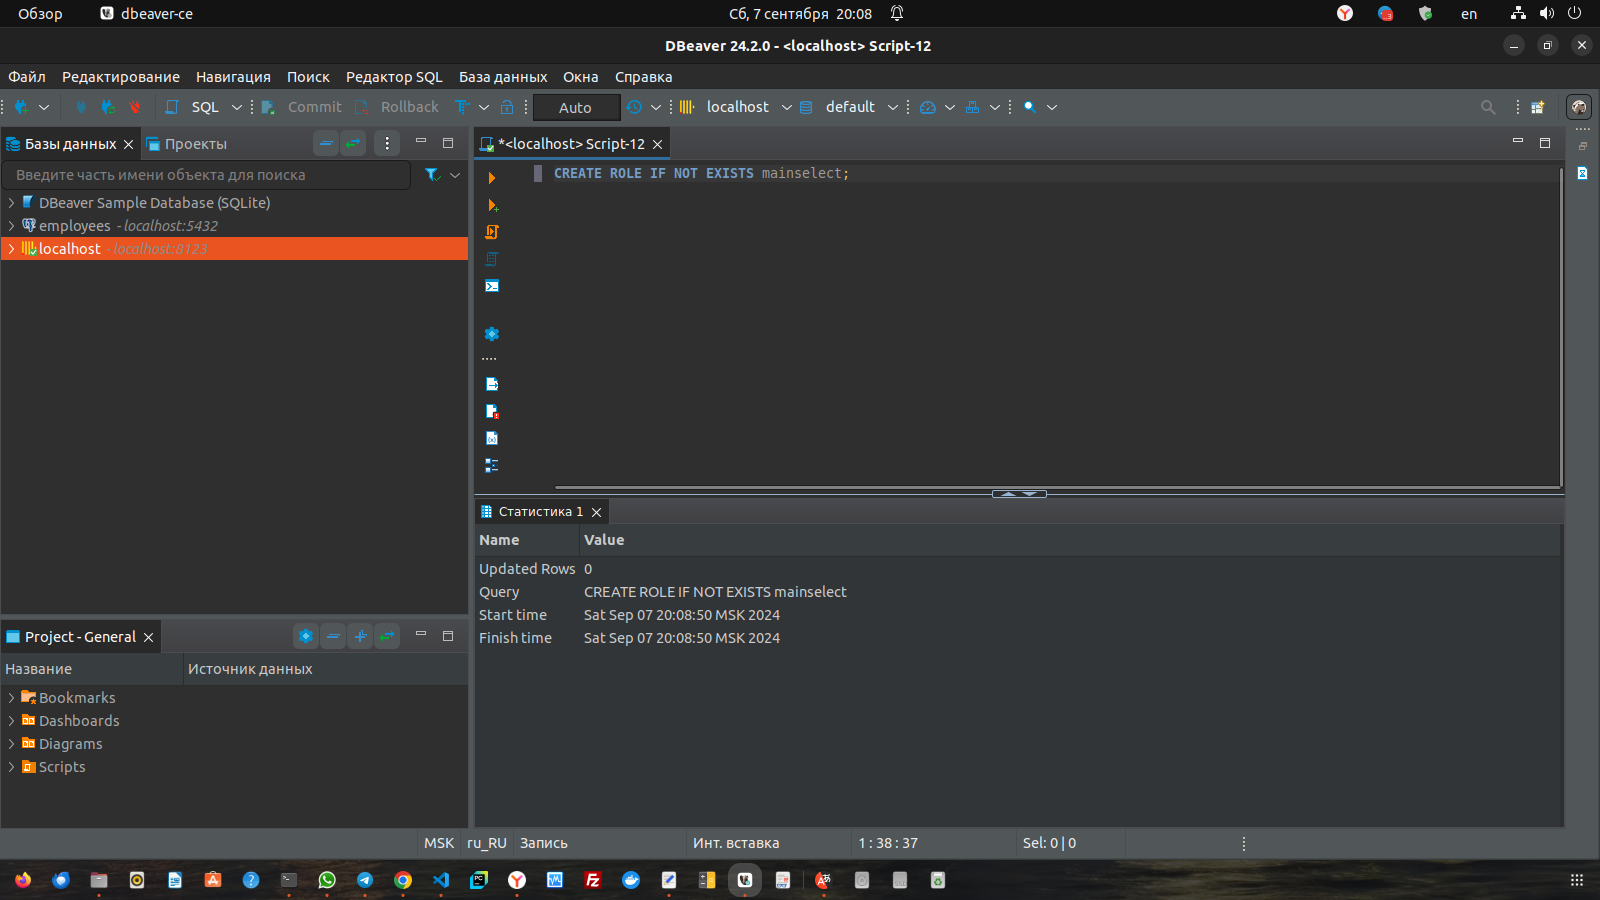 Обзор
dbeaver-ce
Сб, 7 сентября 20:08
en
DBeaver 24.2.0 - <localhost> Script-12
Файл Редактирование Навигация Поиск Редактор SQL База данных Окна Справка
SQL Commit Rollback Auto localhost default
Базы данных
Проекты
*<localhost> Script-12
Введите часть имени объекта для поиска
DBeaver Sample Database (SQLite)
employees - localhost:5432
localhost - localhost:8123
CREATE ROLE IF NOT EXISTS mainselect;
Статистика 1
Name Value
Updated Rows 0
Query CREATE ROLE IF NOT EXISTS mainselect
Start time Sat Sep 07 20:08:50 MSK 2024
Finish time Sat Sep 07 20:08:50 MSK 2024
Project - General
Название Источник данных
Bookmarks
Dashboards
Diagrams
Scripts
MSK ru_RU Запись Инт. вставка 1 : 38 : 37 Sel: 0 | 0